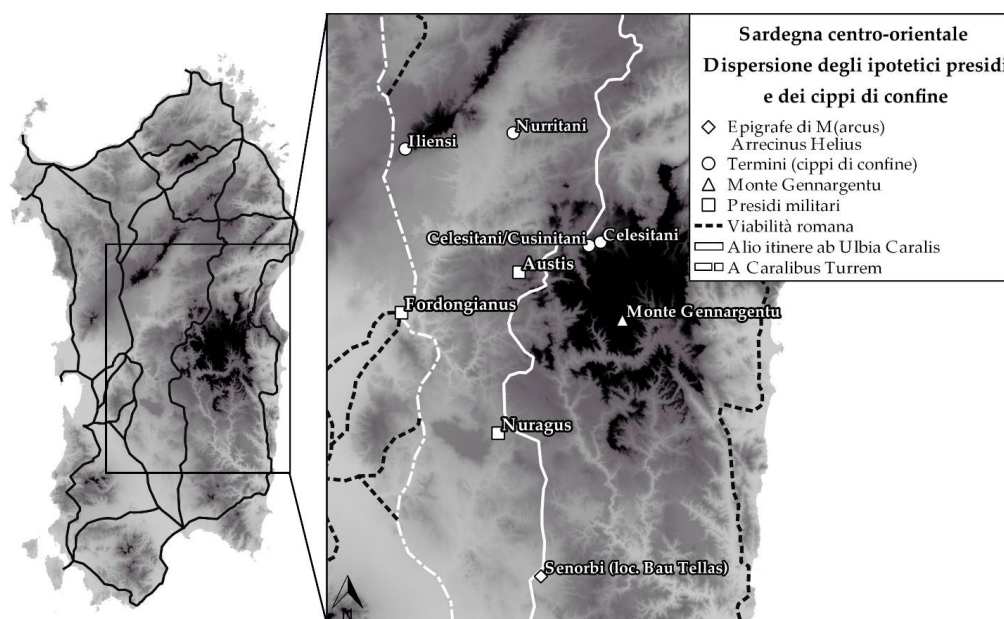 Sardegna centro-orientale
Dispersione degli ipotetici presidi
e dei cippi di confine
Epigrafe di M(arcus)
Arrecinus Helius
Termini (cippi di confine)
Monte Gennargentu
Presidi militari
Viabilità romana
Alio itinere ab Ulbia Caralis
A Caralibus Turrem
Nurritani
Iliensi
Celesitani/Cusinitani
Celesitani
Austis
Fordongianus
Monte Gennargentu
Nuragus
Senorbì (loc. Bau Tellas)
N